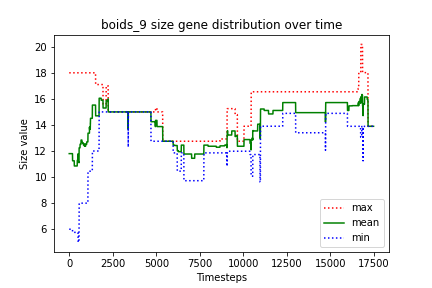 boids_9 size gene distribution over time
20
18
16
14
12
10
8
6
Size value
0 2500 5000 7500 10000 12500 15000 17500
Timesteps
max
mean
min